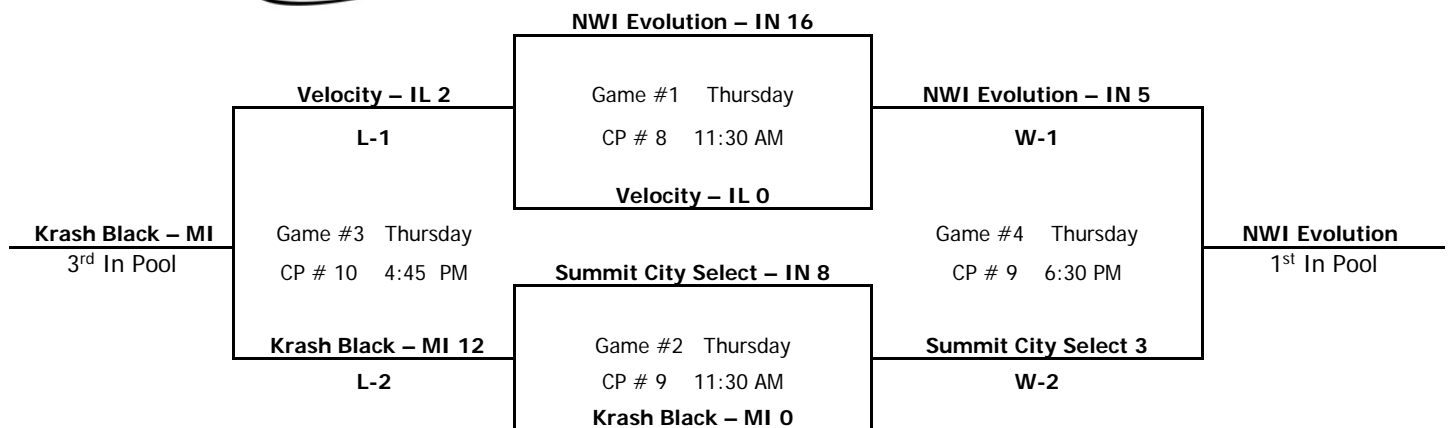 NWI Evolution – IN 16
Velocity – IL 2
Game #1 Thursday
NWI Evolution – IN 5
L-1
CP # 8 11:30 AM
W-1
Velocity – IL 0
Krash Black – MI
Game #3 Thursday
Game #4 Thursday
NWI Evolution
3rd In Pool
CP # 10 4:45 PM
Summit City Select – IN 8
CP # 9 6:30 PM
1st In Pool
Krash Black – MI 12
Game #2 Thursday
Summit City Select 3
L-2
CP # 9 11:30 AM
W-2
Krash Black – MI 0